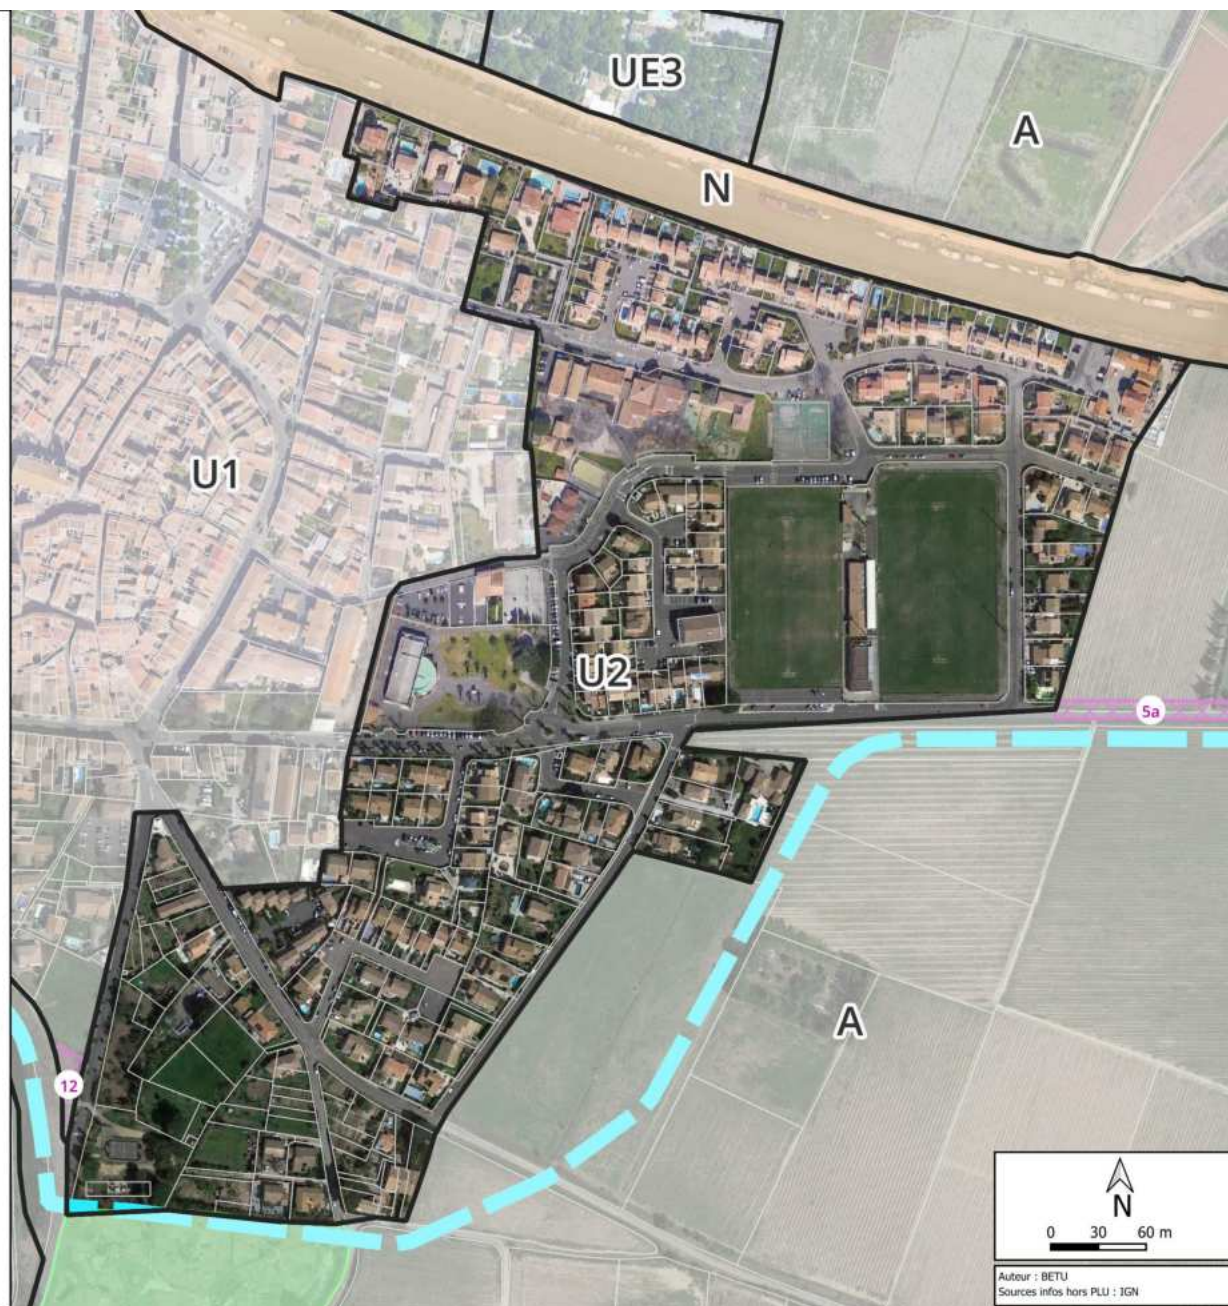 UE3
A
N
U1
U2
5a
A
12
N
0 30 60 m
Auteur : BETU
Sources infos hors PLU : IGN